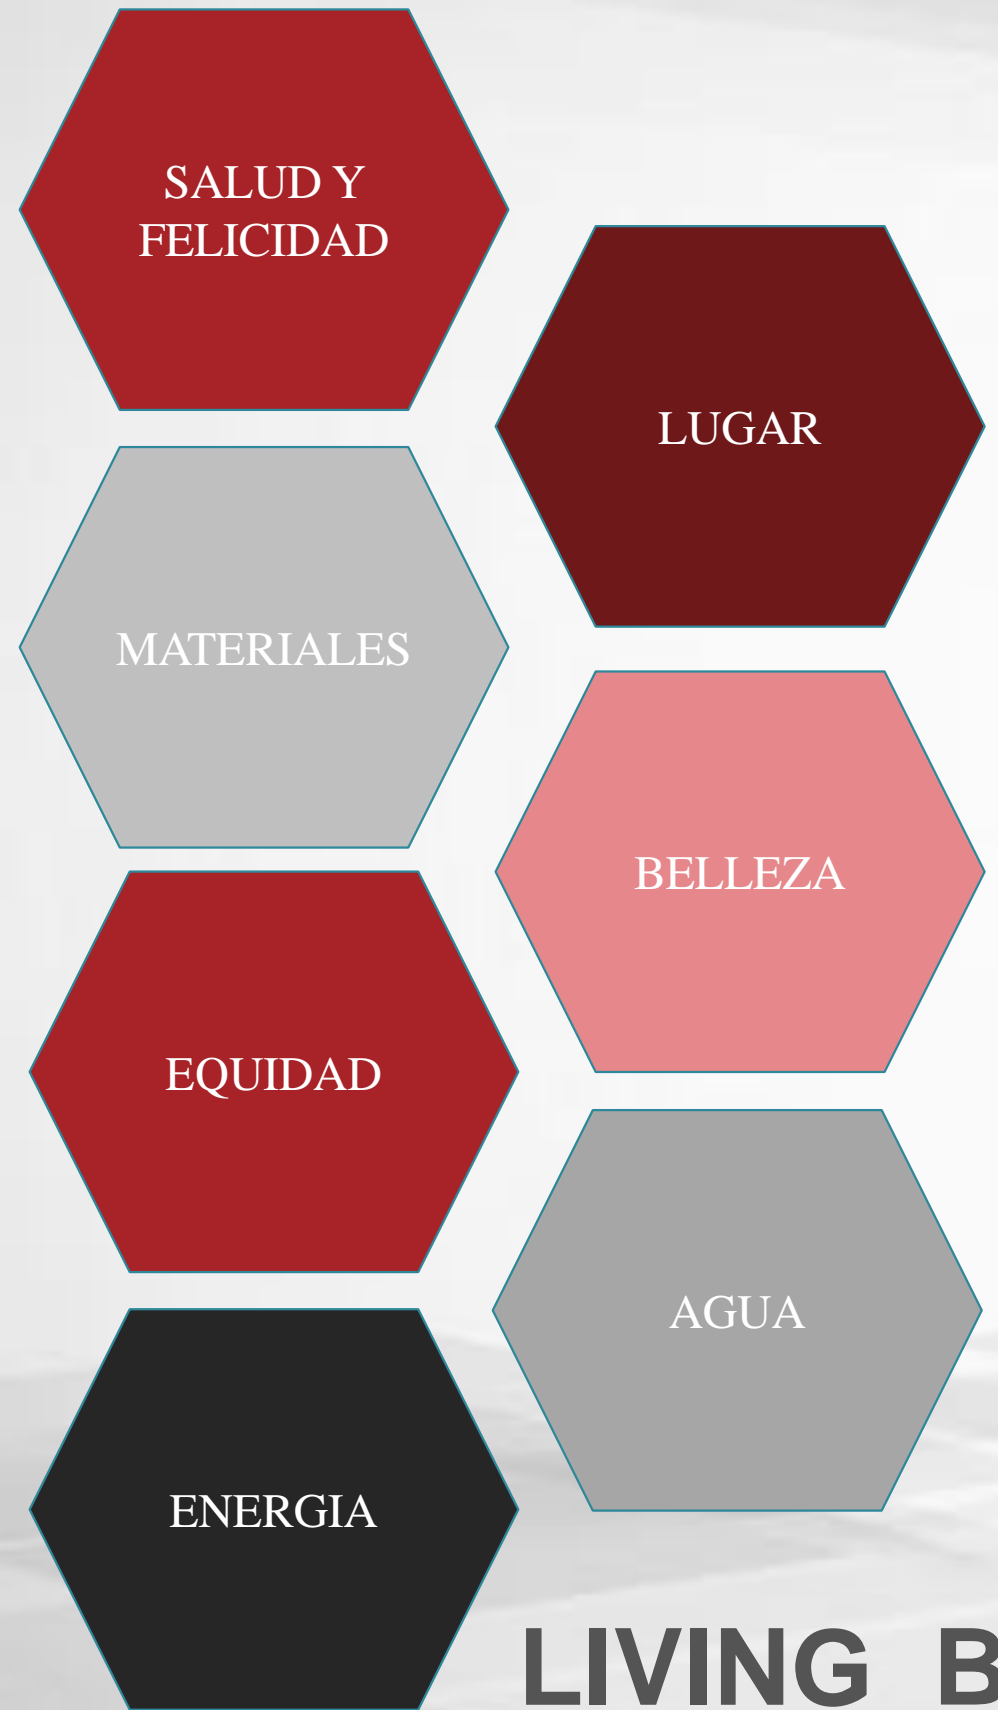 SALUD Y
FELICIDAD
LUGAR
MATERIALES
BELLEZA
EQUIDAD
AGUA
ENERGIA
LIVING B